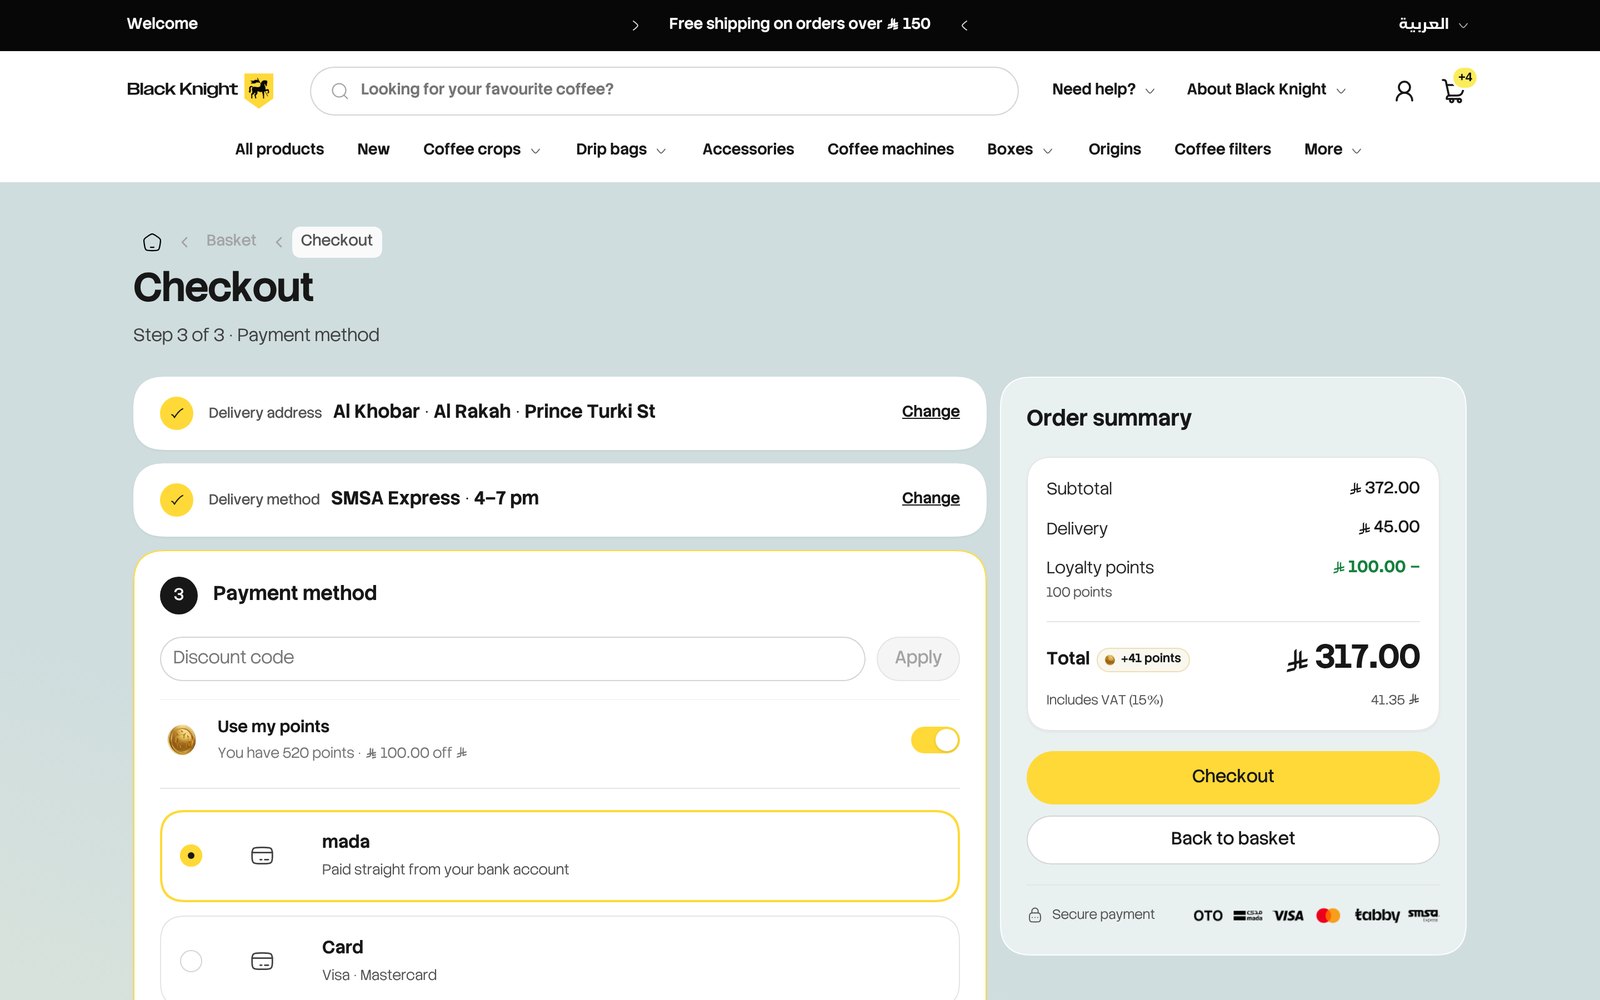 Welcome
Free shipping on orders over 150
العربية
Black Knight
Looking for your favourite coffee?
Need help?
About Black Knight
+4
All products
New
Coffee crops
Drip bags
Accessories
Coffee machines
Boxes
Origins
Coffee filters
More
Basket
Checkout
Checkout
Step 3 of 3 · Payment method
Delivery address Al Khobar · Al Rakah · Prince Turki St
Change
Delivery method SMSA Express · 4–7 pm
Change
3 Payment method
Discount code
Apply
Use my points
You have 520 points · 100.00 off
mada
Paid straight from your bank account
Card
Visa · Mastercard
Order summary
Subtotal 372.00
Delivery 45.00
Loyalty points 100.00 –
100 points
Total +41 points 317.00
Includes VAT (15%) 41.35
Checkout
Back to basket
Secure payment OTO mada VISA tabby smsa